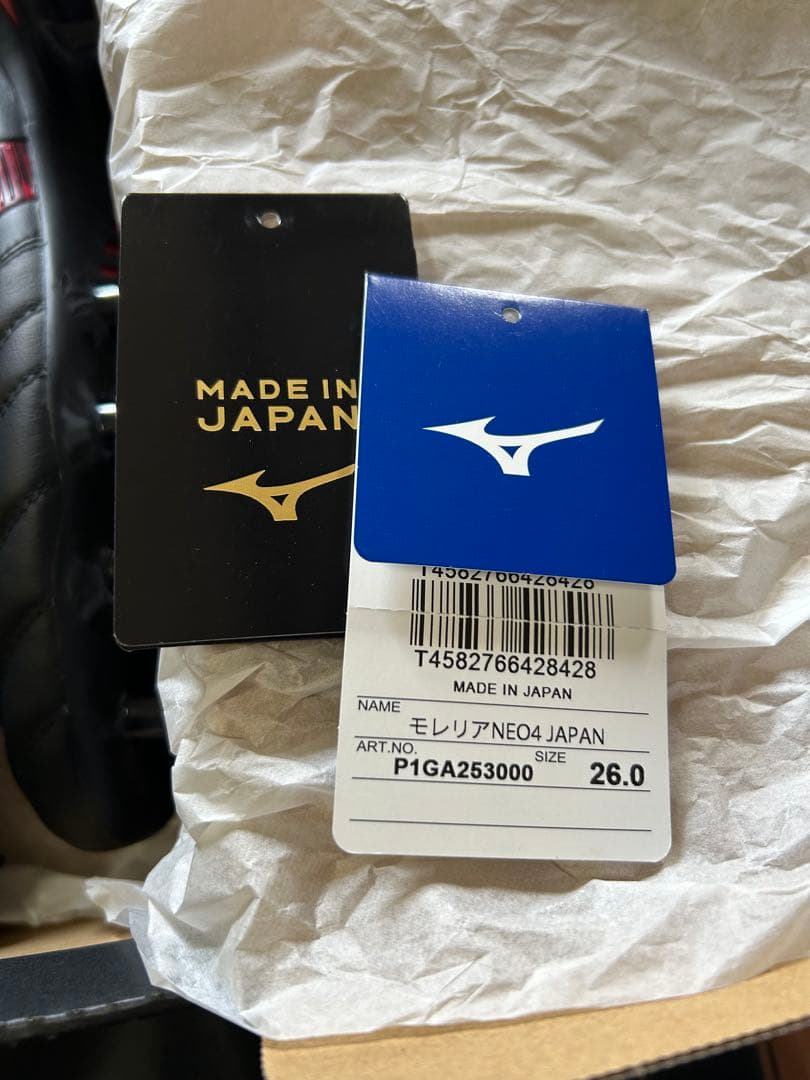 MADE IN
JAPAN
T4582766428428
T4582766428428
MADE IN JAPAN
NAME
モレリアNEO4 JAPAN
ART.NO.
SIZE
P1GA253000
26.0